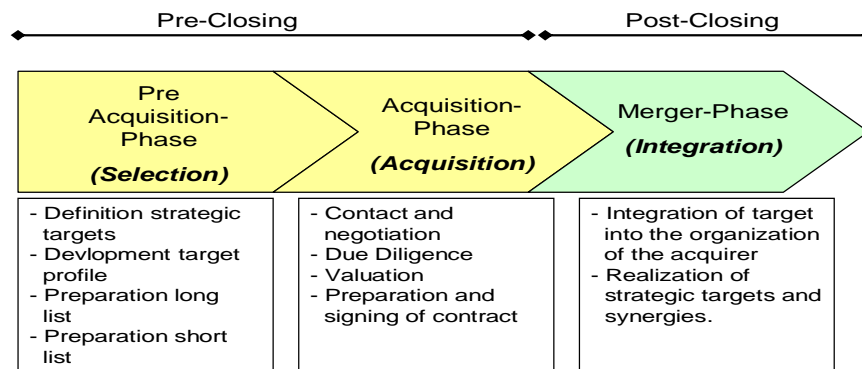 Pre-Closing
Post-Closing
Pre
Acquisition-
Phase
(Selection)
Acquisition-
Phase
(Acquisition)
Merger-Phase
(Integration)
- Definition strategic
targets
- Devlopment target
profile
- Preparation long
list
- Preparation short
list
- Contact and
negotiation
- Due Diligence
- Valuation
- Preparation and
signing of contract
- Integration of target
into the organization
of the acquirer
- Realization of
strategic targets and
synergies.